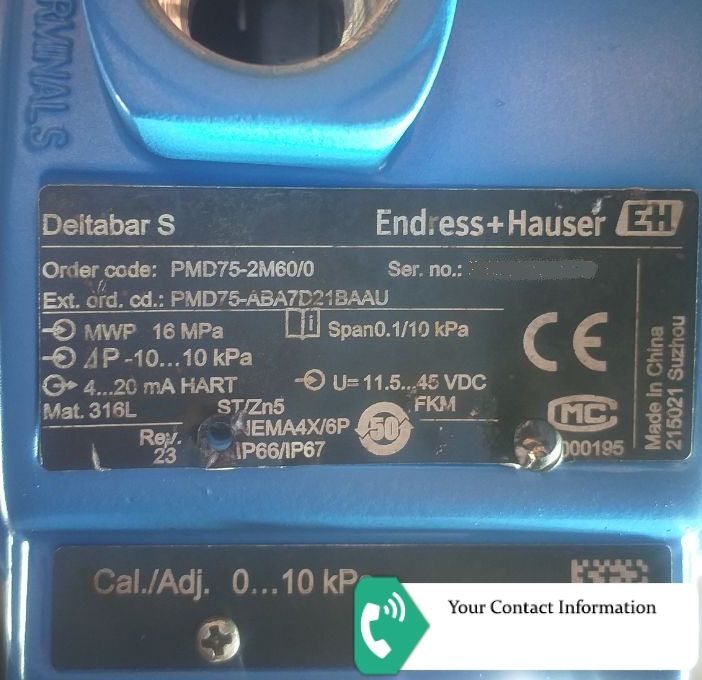 RMINALS
Deltabar S Endress+Hauser EH
Order code: PMD75-2M60/0 Ser. no.:
Ext. ord. cd.: PMD75-ABA7D21BAAU
MWP 16 MPa i Span0.1/10 kPa
⊿P -10...10 kPa CE
4...20 mA HART U= 11.5...45 VDC
Mat. 316L ST/Zn5 FKM MC
Rev. NEMA4X/6P 50
23 IP66/IP67 000195
Made in China
215021 Suzhou
Cal./Adj. 0...10 kPa
Your Contact Information